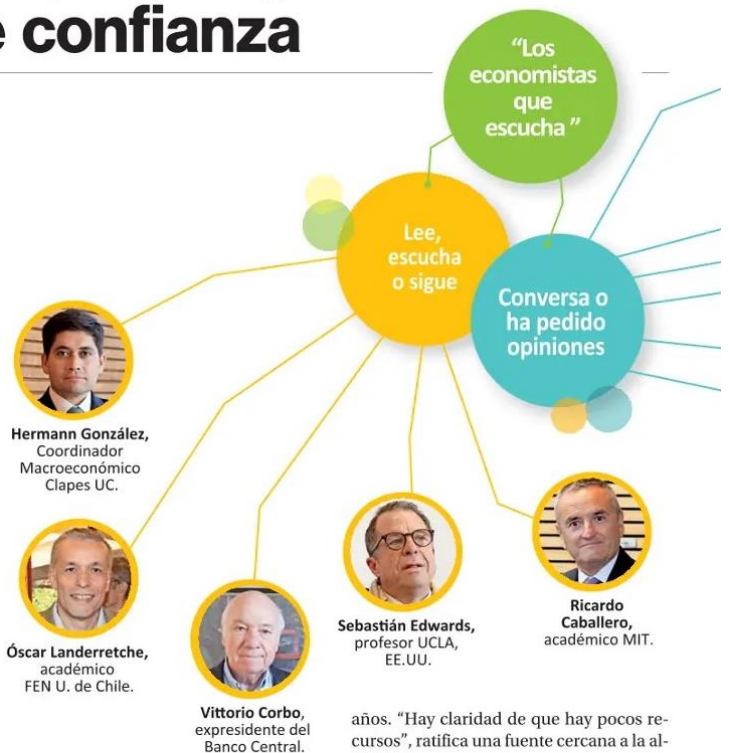 e confianza
“Los
economistas
que
escucha”
Lee,
escucha
o sigue
Conversa o
ha pedido
opiniones
Hermann González,
Coordinador
Macroeconómico
Clapes UC.
Óscar Landerretche,
académico
FEN U. de Chile.
Vittorio Corbo,
expresidente del
Banco Central.
Sebastián Edwards,
profesor UCLA,
EE.UU.
Ricardo
Caballero,
académico MIT.
años. “Hay claridad de que hay pocos re-
cursos”, ratifica una fuente cercana a la al-